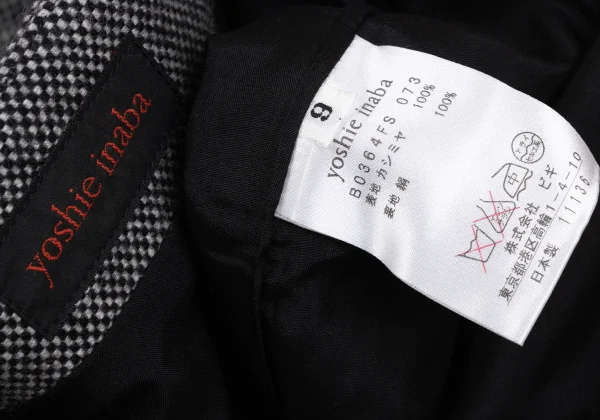 yoshie inaba
9
yoshie inaba
B0364FS 073
表地 カシミヤ 100%
裏地 絹 100%
中
株式会社 ビギ
東京都港区高輪 1-4-10
日本製 11136